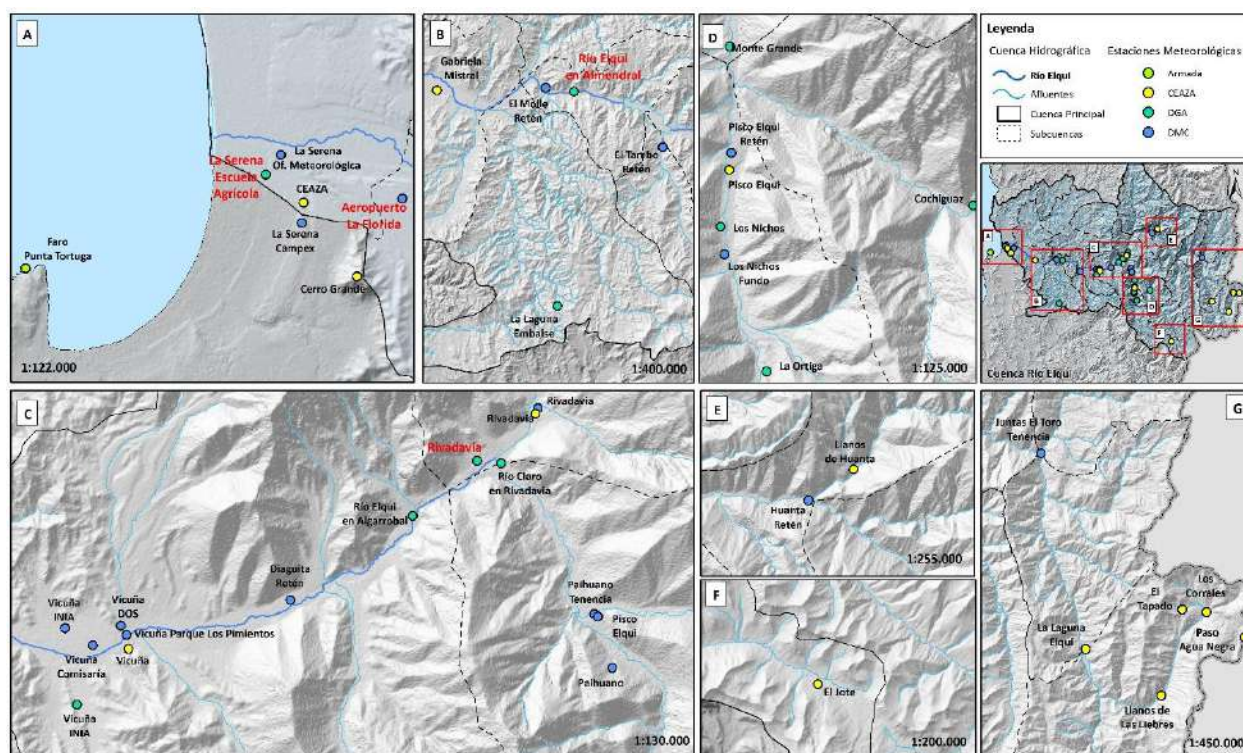 A
La Serena
Of. Meteorológica
La Serena
Escuela
Agrícola
CEAZA
Aeropuerto
La Florida
La Serena
Campex
Faro
Punta Tortuga
Cerro Grande
1:122.000
B
Gabriela
Mistral
Río Elqui
en Almendral
El Molle
Retén
El Tambo
Retén
La Laguna
Embalse
1:400.000
D
Monte Grande
Pisco Elqui
Retén
Pisco Elqui
Cochiguaz
Los Nichos
Los Nichos
Fundo
La Ortiga
1:125.000
Leyenda
Cuenca Hidrográfica
Estaciones Meteorológicas
Río Elqui
Afluentes
Cuenca Principal
Subcuencas
Armada
CEAZA
DGA
DMC
N
A
B
C
D
E
F
G
Cuenca Río Elqui
C
Rivadavia
Rivadavia
Rivadavia
Río Claro
en Rivadavia
Río Elqui
en Algarrobal
Diaguita
Retén
Paihuano
Tenencia
Pisco
Elqui
Paihuano
Vicuña
INIA
Vicuña
DOS
Vicuña Parque Los Pimientos
Vicuña
Comisaría
Vicuña
Vicuña
INIA
1:130.000
E
Llanos
de Huanta
Huanta
Retén
1:255.000
F
El Jote
1:200.000
G
Juntas El Toro
Tenencia
Los
Corrales
El
Tapado
Paso
Agua Negra
La Laguna
Elqui
Llanos de
Las Liebres
1:450.000